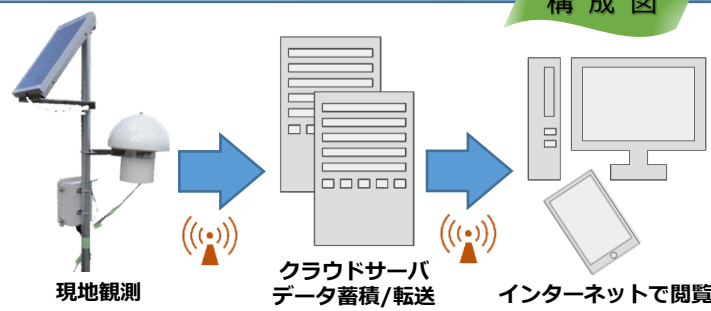 構成図
現地観測
クラウドサーバ
データ蓄積/転送
インターネットで閲覧